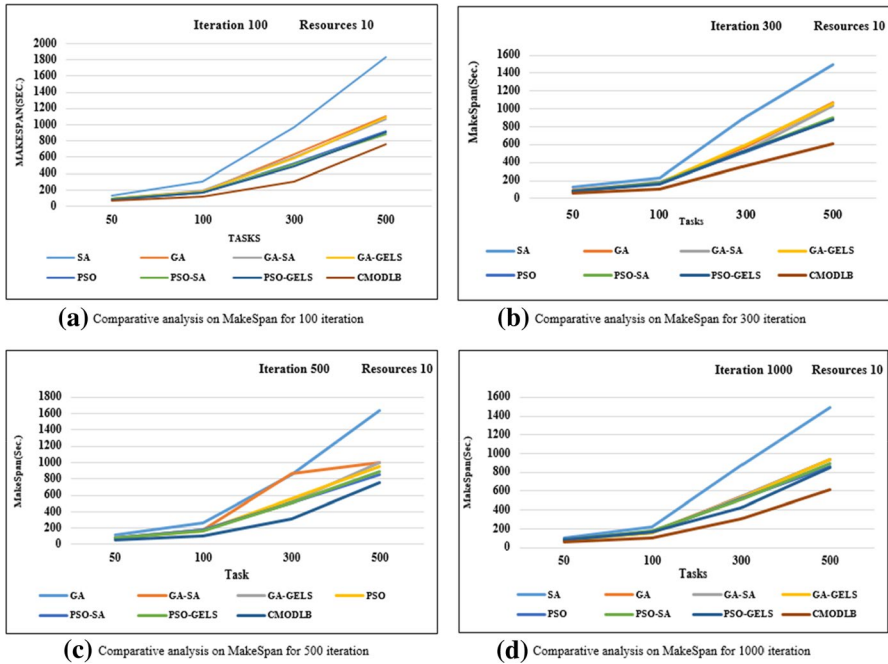 Iteration 100 Resources 10
MAKESPAN(SEC.)
2000
1800
1600
1400
1200
1000
800
600
400
200
0
50 100 300 500
TASKS
SA GA GA-SA GA-GELS
PSO PSO-SA PSO-GELS CMODLB
(a) Comparative analysis on MakeSpan for 100 iteration
Iteration 300 Resources 10
MakeSpan(Sec.)
1600
1400
1200
1000
800
600
400
200
0
50 100 300 500
Tasks
SA GA GA-SA GA-GELS
PSO PSO-SA PSO-GELS CMODLB
(b) Comparative analysis on MakeSpan for 300 iteration
Iteration 500 Resources 10
MakeSpan(Sec.)
1800
1600
1400
1200
1000
800
600
400
200
0
50 100 300 500
Task
GA GA-SA GA-GELS PSO
PSO-SA PSO-GELS CMODLB
(c) Comparative analysis on MakeSpan for 500 iteration
Iteration 1000 Resources 10
MakeSpan(Sec.)
1600
1400
1200
1000
800
600
400
200
0
50 100 300 500
Tasks
SA GA GA-SA GA-GELS
PSO PSO-SA PSO-GELS CMODLB
(d) Comparative analysis on MakeSpan for 1000 iteration